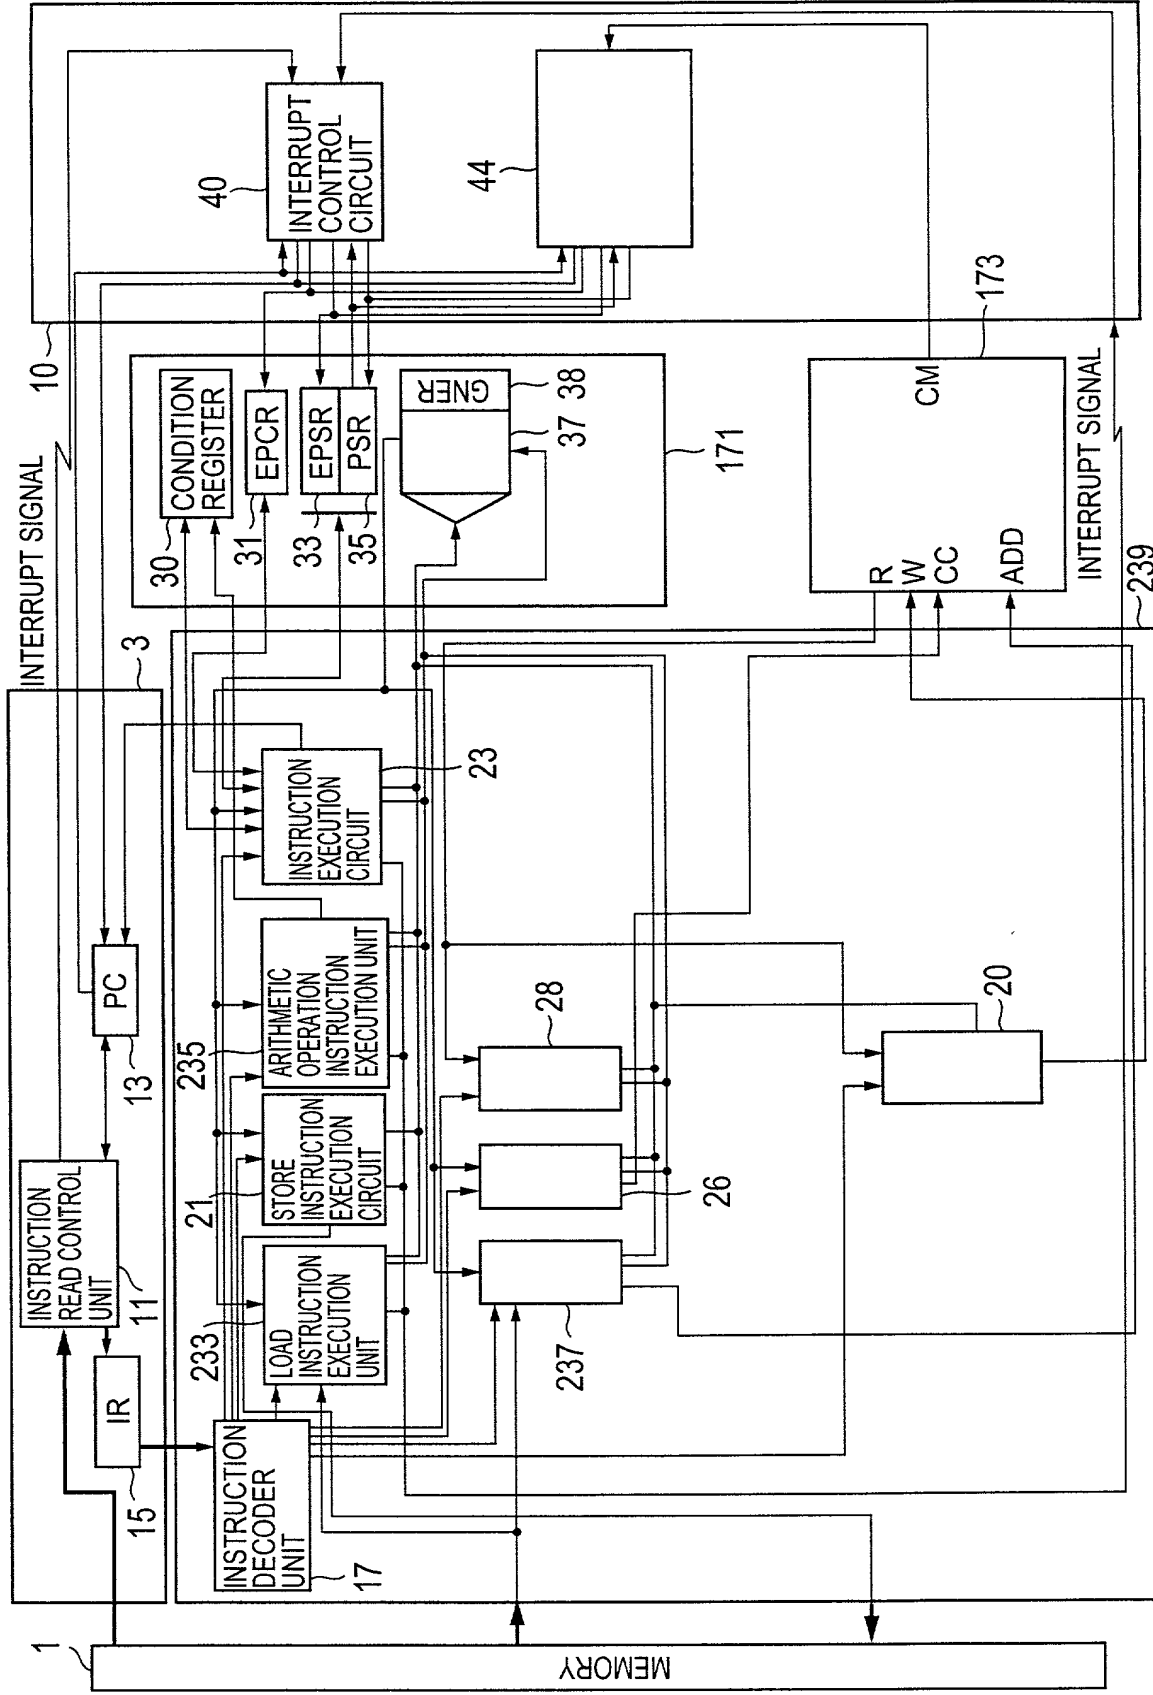 1
MEMORY
3
INSTRUCTION
READ CONTROL
UNIT
11
PC
13
IR
15
INTERRUPT SIGNAL
INSTRUCTION
DECODER
UNIT
17
LOAD
INSTRUCTION
EXECUTION
UNIT
233
STORE
INSTRUCTION
EXECUTION
CIRCUIT
21
ARITHMETIC
OPERATION
INSTRUCTION
EXECUTION UNIT
235
INSTRUCTION
EXECUTION
CIRCUIT
23
237
26
28
20
239
CONDITION
REGISTER
30
EPCR
31
EPSR
33
PSR
35
GNER
37
38
171
R
W
CC
ADD
CM
173
INTERRUPT SIGNAL
10
INTERRUPT
CONTROL
CIRCUIT
40
44